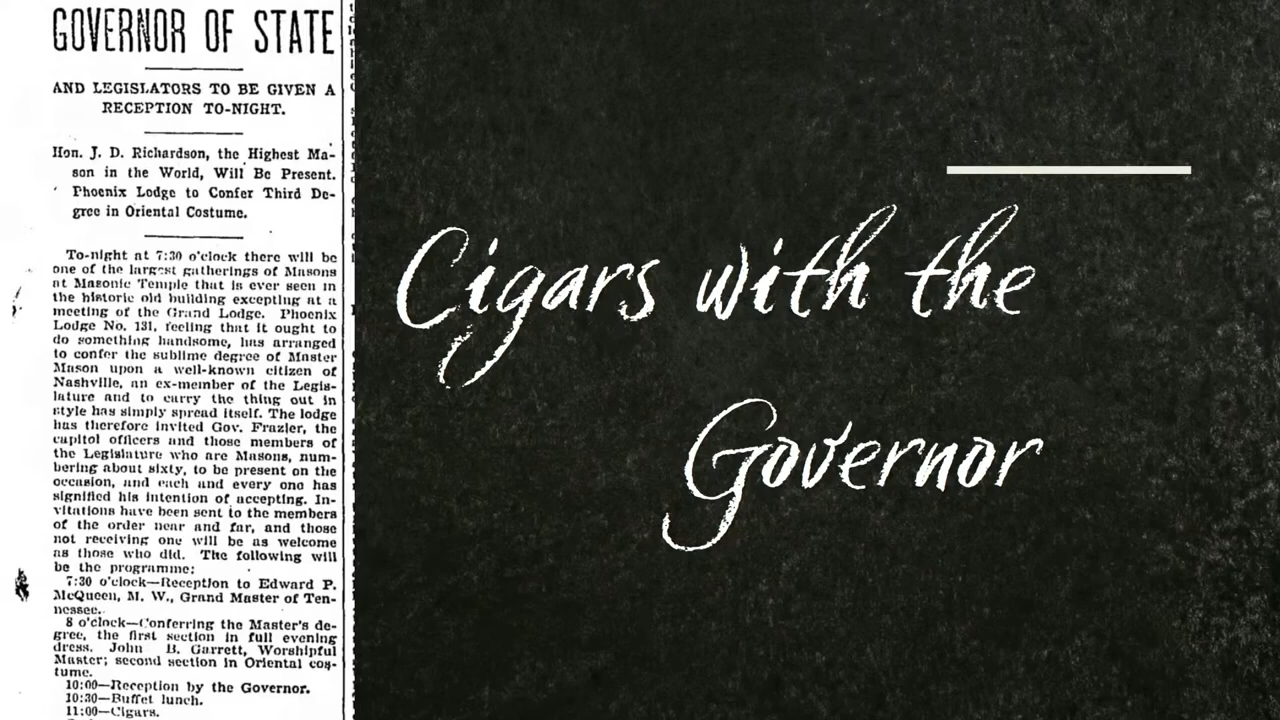 GOVERNOR OF STATE
AND LEGISLATORS TO BE GIVEN A
RECEPTION TO-NIGHT.
Hon. J. D. Richardson, the Highest Ma-
son in the World, Will Be Present.
Phoenix Lodge to Confer Third De-
gree in Oriental Costume.
To-night at 7:30 o'clock there will be
one of the largest gatherings of Masons
at Masonic Temple that is ever seen in
the historic old building excepting at a
meeting of the Grand Lodge. Phoenix
Lodge No. 131, feeling that it ought to
do something handsome, has arranged
to confer the sublime degree of Master
Mason upon a well-known citizen of
Nashville, an ex-member of the Legis-
lature and to carry the thing out in
style has simply spread itself. The lodge
has therefore invited Gov. Frazier, the
capitol officers and those members of
the Legislature who are Masons, num-
bering about sixty, to be present on the
occasion, and each and every one has
signified his intention of accepting. In-
vitations have been sent to the members
of the order near and far, and those
not receiving one will be as welcome
as those who did. The following will
be the programme:
7:30 o'clock—Reception to Edward P.
McQueen, M. W., Grand Master of Ten-
nessee.
8 o'clock—Conferring the Master's de-
gree, the first section in full evening
dress. John B. Garrett, Worshipful
Master; second section in Oriental cos-
tume.
10:00—Reception by the Governor.
10:30—Buffet lunch.
11:00—Cigars.
Cigars with the
Governor